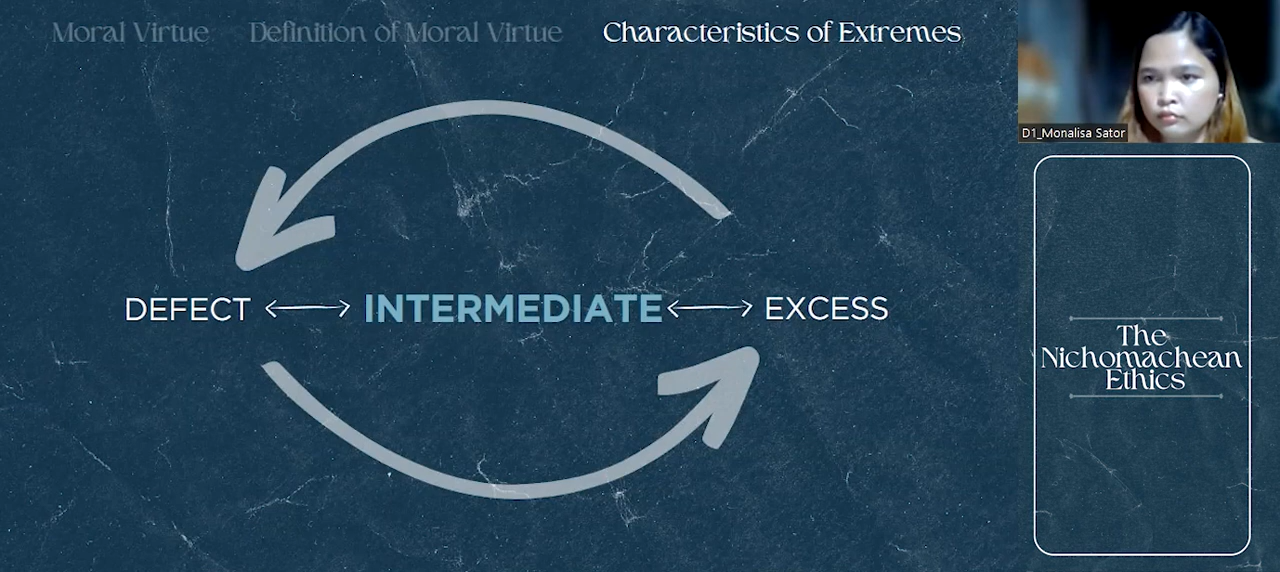 Moral Virtue Definition of Moral Virtue Characteristics of Extremes
D1_Monalisa Sator
DEFECT INTERMEDIATE EXCESS
The
Nichomachean
Ethics